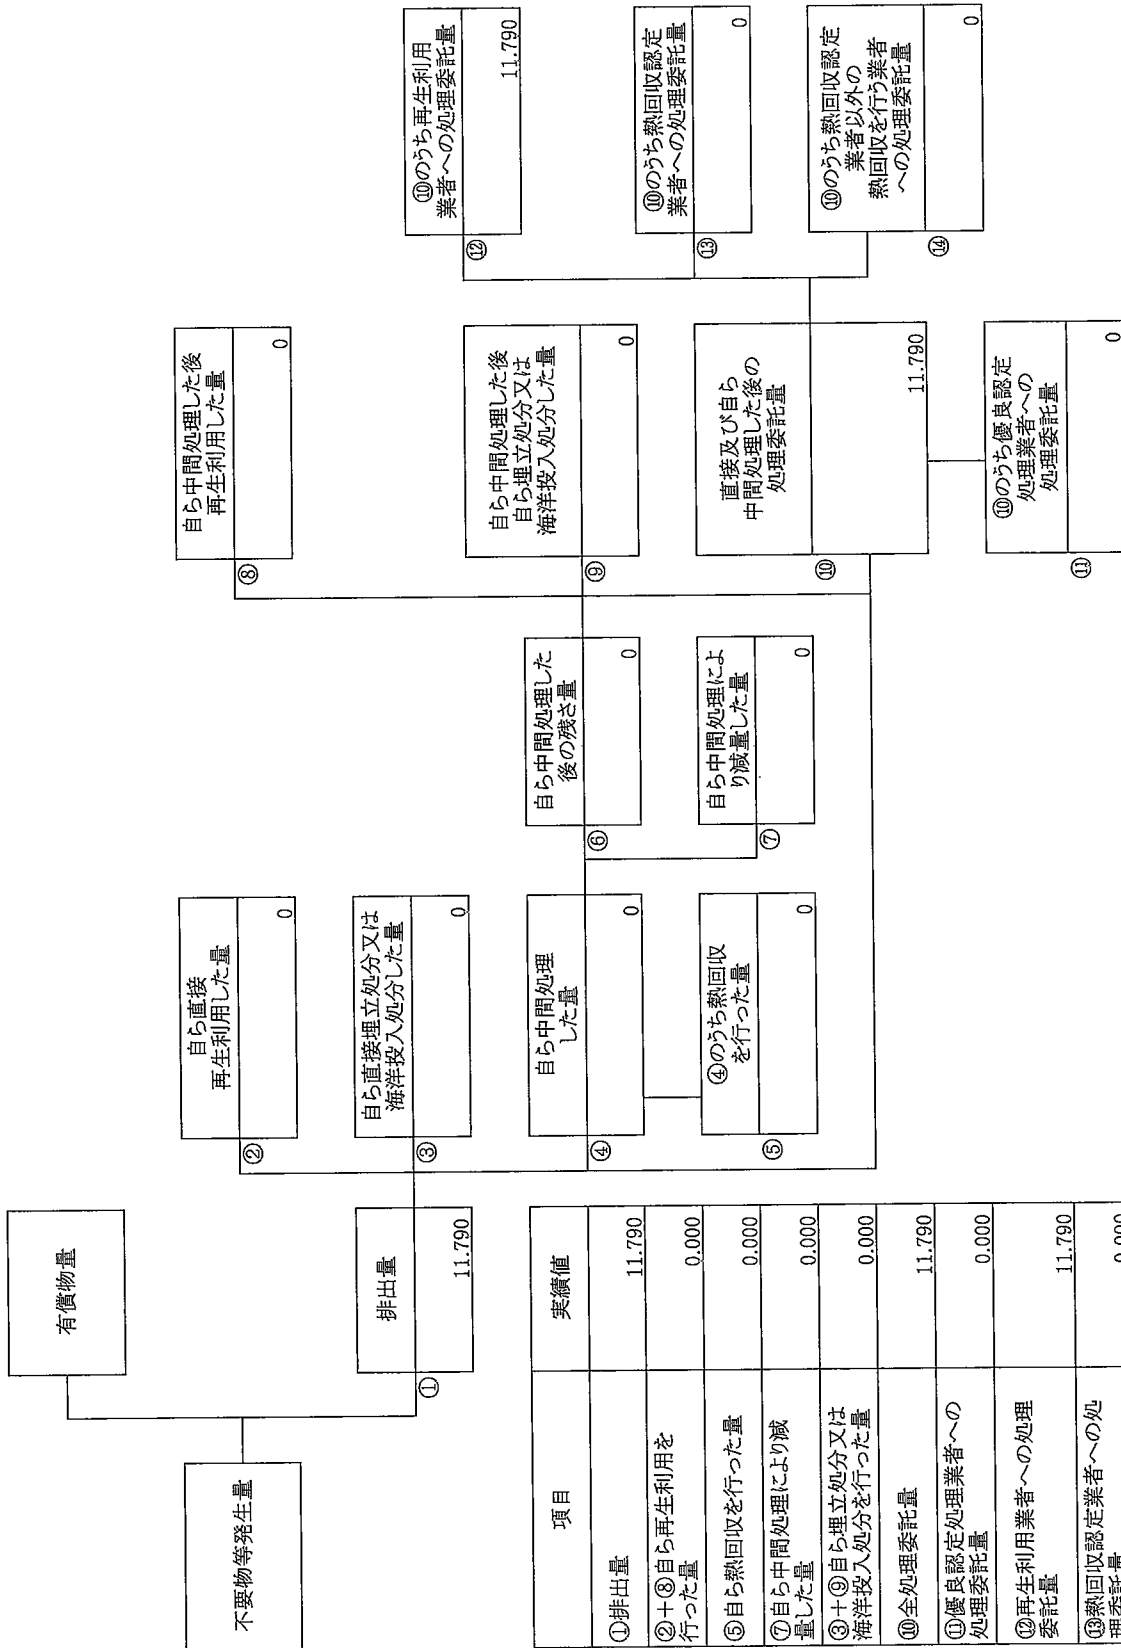 不要物等発生量
有償物量
①
排出量
11.790
②
自ら直接
再生利用した量
0
③
自ら直接埋立処分又は
海洋投入処分した量
0
④
自ら中間処理
した量
0
⑤
④のうち熱回収
を行った量
0
⑥
自ら中間処理した
後の残さ量
0
⑦
自ら中間処理によ
り減量した量
0
⑧
自ら中間処理した後
再生利用した量
0
⑨
自ら中間処理した後
自ら埋立処分又は
海洋投入処分した量
0
⑩
直接及び自ら
中間処理した後の
処理委託量
11.790
⑪
⑩のうち優良認定
処理業者への
処理委託量
0
⑫
⑩のうち再生利用
業者への処理委託量
11.790
⑬
⑩のうち熱回収認定
業者への処理委託量
0
⑭
⑩のうち熱回収認定
業者以外の
熱回収を行う業者
への処理委託量
0
項目
実績値
①排出量
11.790
②+⑧自ら再生利用を
行った量
0.000
⑤自ら熱回収を行った量
0.000
⑦自ら中間処理により減
量した量
0.000
③+⑨自ら埋立処分又は
海洋投入処分を行った量
0.000
⑩全処理委託量
11.790
⑪優良認定処理業者への
処理委託量
0.000
⑫再生利用業者への処理
委託量
11.790
⑬熱回収認定業者への処
理委託量
0.000